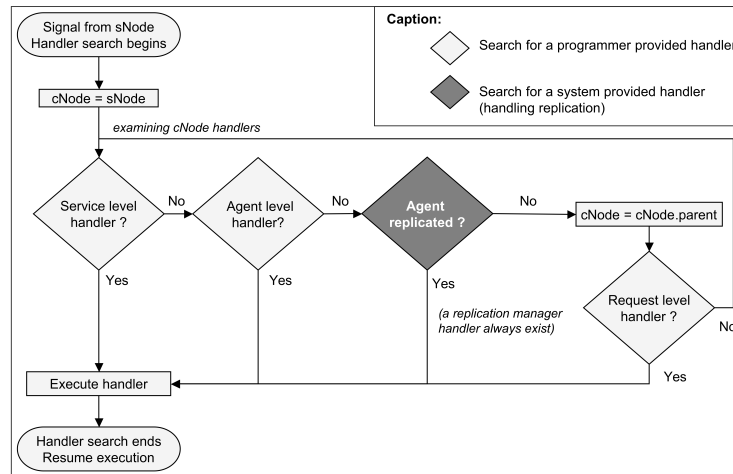 Signal from sNode
Handler search begins
Caption:
Search for a programmer provided handler
Search for a system provided handler
(handling replication)
cNode = sNode
examining cNode handlers
Service level
handler ?
No
Agent level
handler?
No
Agent
replicated ?
No
cNode = cNode.parent
Yes
Yes
Yes
(a replication manager
handler always exist)
Request level
handler ?
No
Yes
Execute handler
Handler search ends
Resume execution